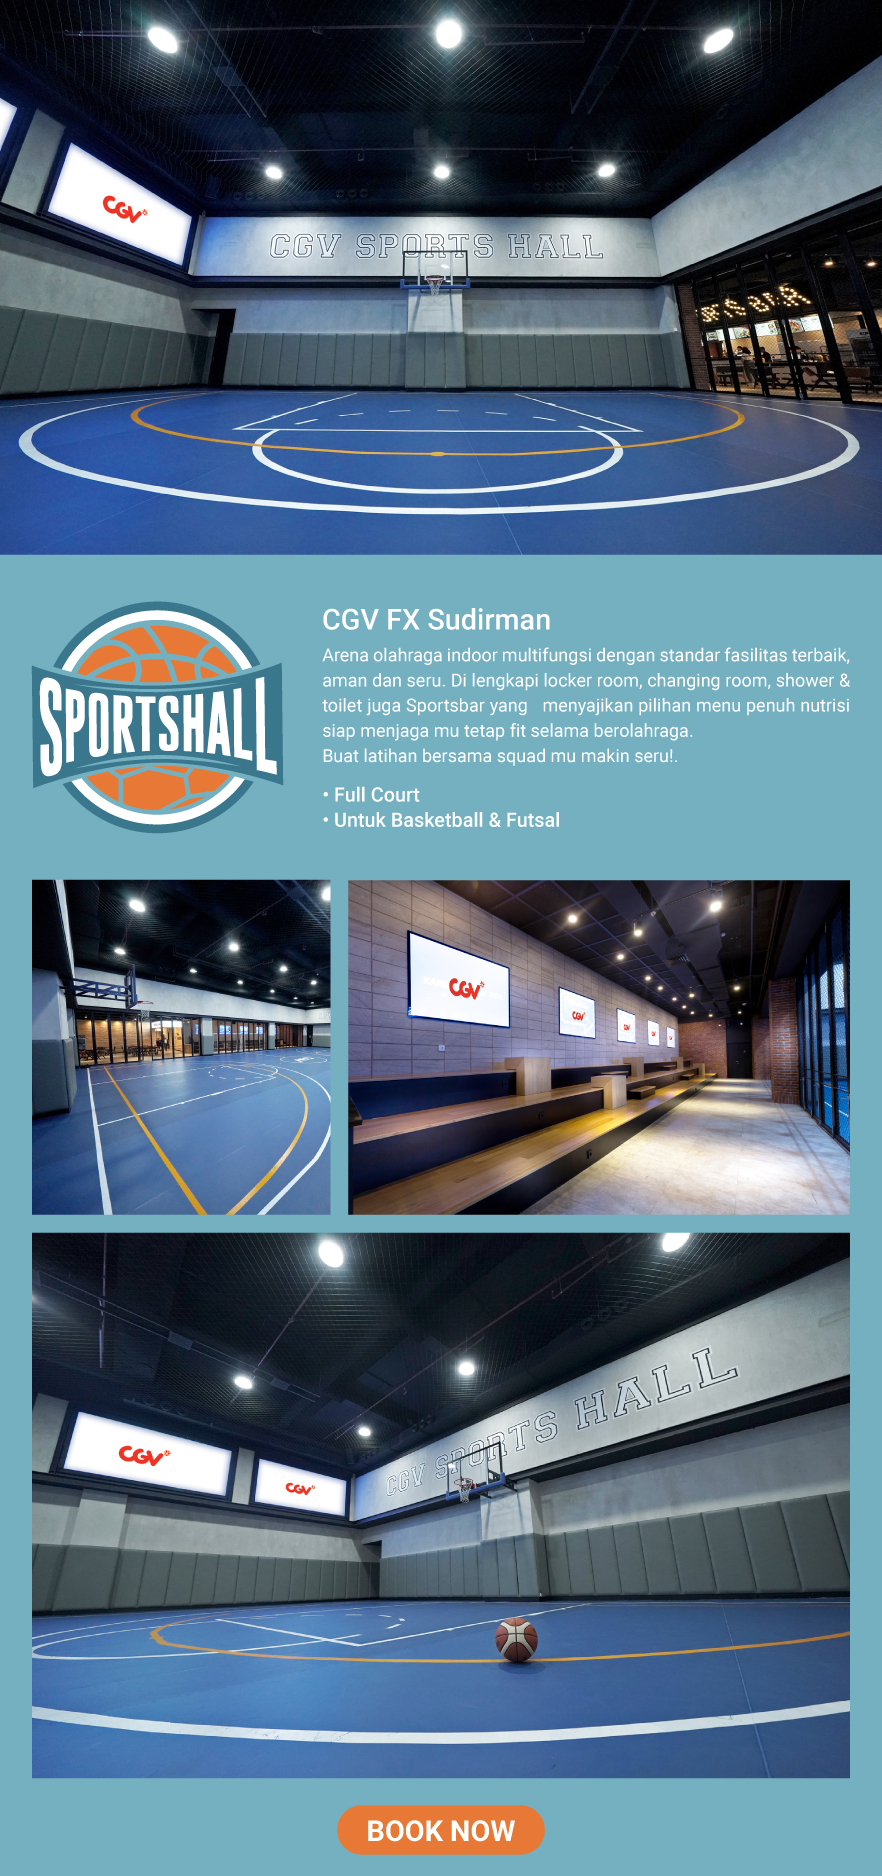 CGV
CGV SPORTS HALL
SPORTSHALL
CGV FX Sudirman
Arena olahraga indoor multifungsi dengan standar fasilitas terbaik,
aman dan seru. Di lengkapi locker room, changing room, shower &
toilet juga Sportsbar yang menyajikan pilihan menu penuh nutrisi
siap menjaga mu tetap fit selama berolahraga.
Buat latihan bersama squad mu makin seru!.
• Full Court
• Untuk Basketball & Futsal
CGV
CGV
CGV
CGV
CGV
CGV SPORTS HALL
CGV
CGV
BOOK NOW